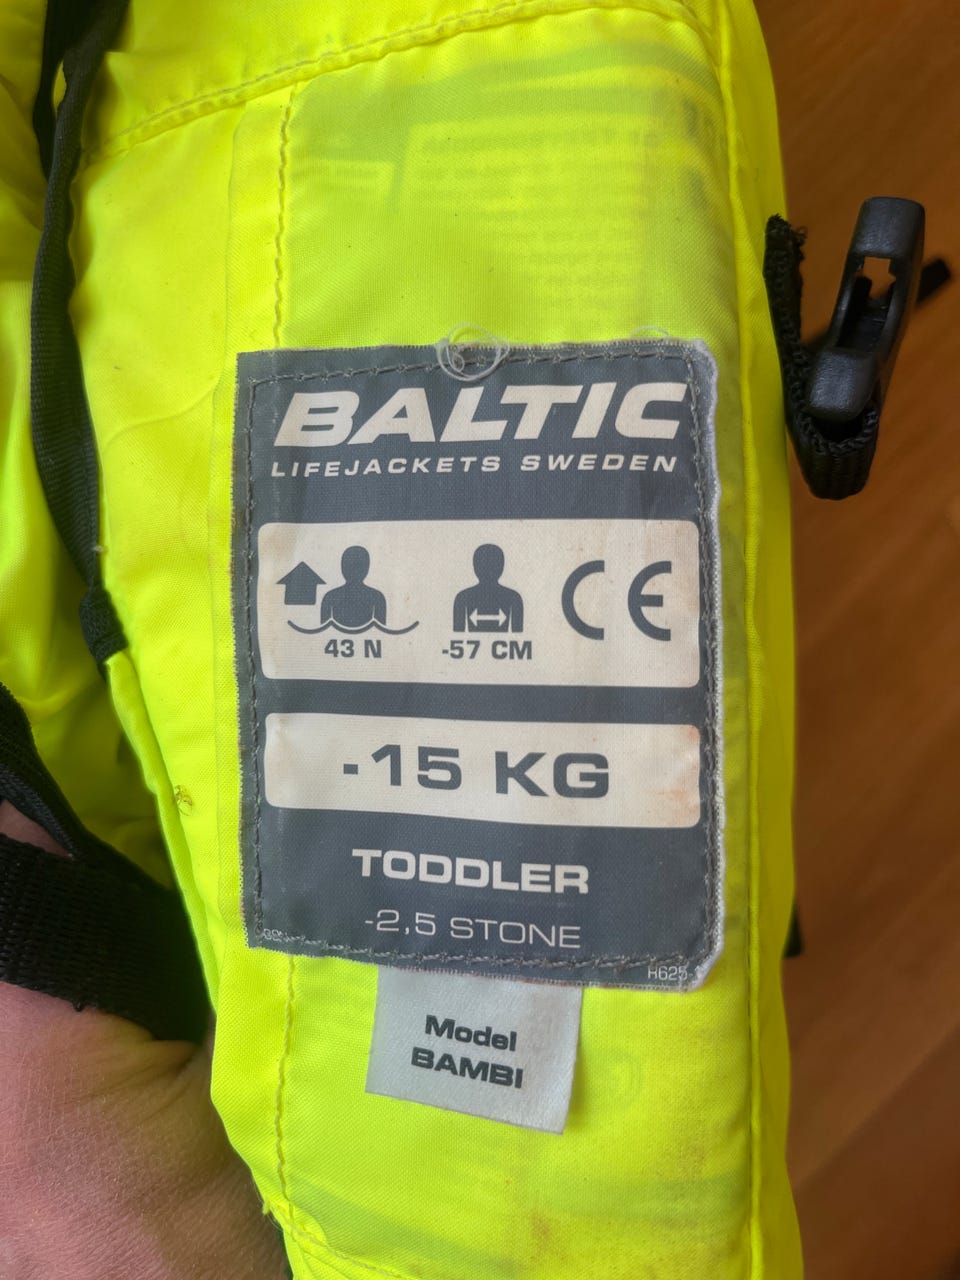 BALTIC
LIFEJACKETS SWEDEN
43 N
-57 CM
CE
-15 KG
TODDLER
-2,5 STONE
Model
BAMBI